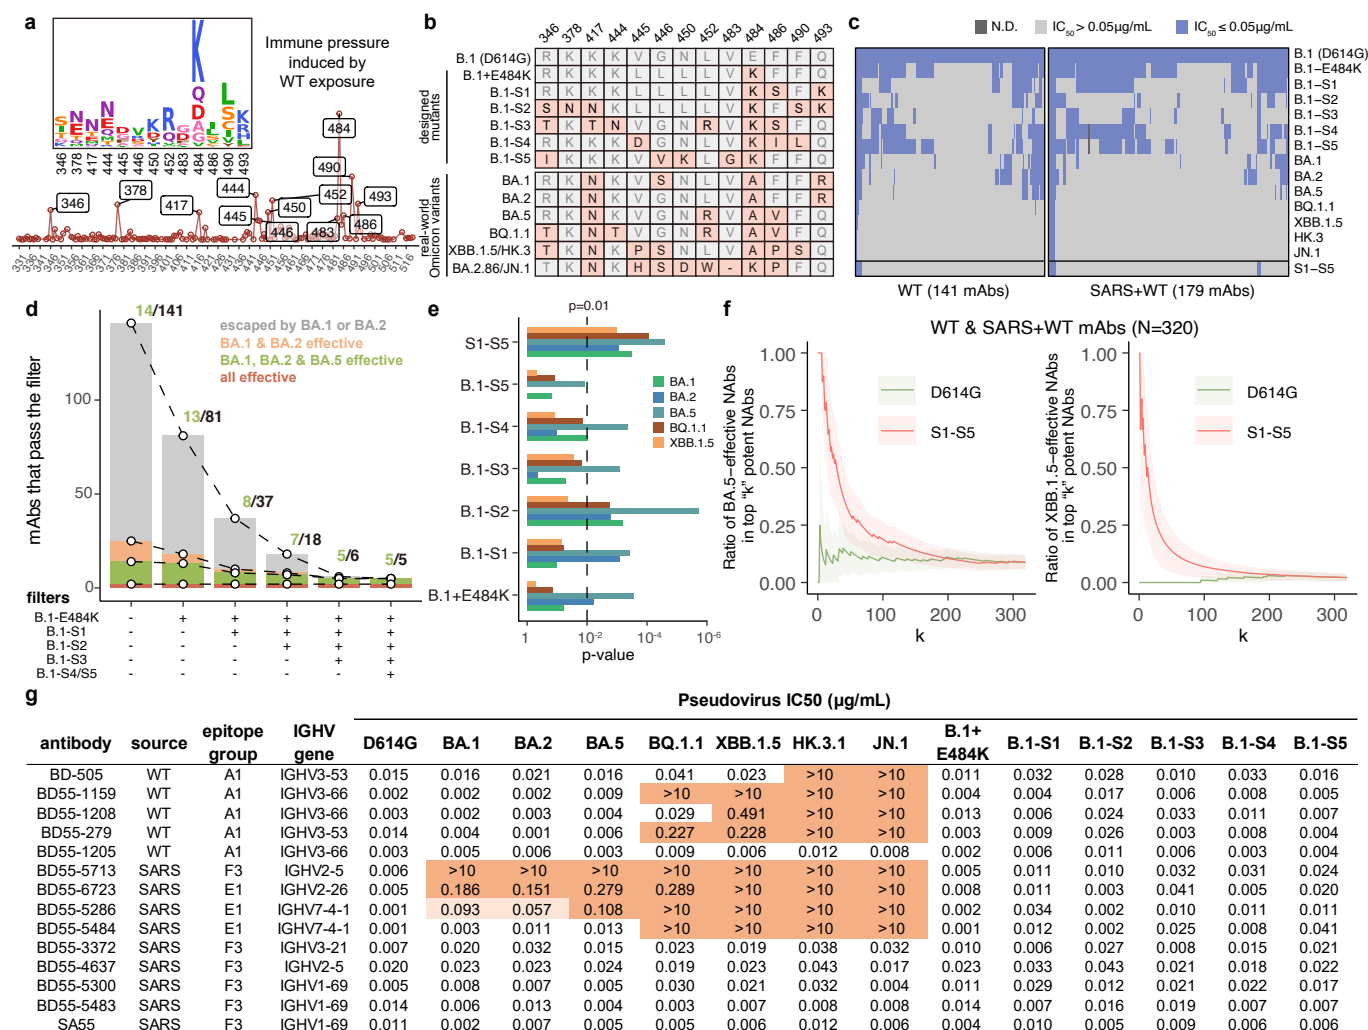 a
Immune pressure
induced by
WT exposure
346 378 417 444 445 446 450 452 483 484 486 490 493
484
490
444
452
493
346
378
417
445
450
446
483
486
331 336 341 346 351 356 361 366 371 376 381 386 391 396 401 406 411 416 421 426 431 436 441 446 451 456 461 466 471 476 481 486 491 496 501 506 511 516
b
346 378 417 444 445 446 450 452 483 484 486 490 493
designed
mutants
real-world
Omicron variants
B.1 (D614G) R K K K V G N L V E F F Q
B.1+E484K R K K K L L L L V K F F Q
B.1-S1 R K K K L L L L V K S F K
B.1-S2 S N N K L L L L V K F S K
B.1-S3 T K T N V G N R V K S F Q
B.1-S4 R K K K D G N L V K I L Q
B.1-S5 I K K K V V K L G K F F Q
BA.1 R K N K V S N L V A F F R
BA.2 R K N K V G N L V A F F R
BA.5 R K N K V G N R V A V F Q
BQ.1.1 T K N T V G N R V A V F Q
XBB.1.5/HK.3 T K N K P S N L V A P S Q
BA.2.86/JN.1 T K N K H S D W - K P F Q
c
N.D. IC50 > 0.05µg/mL IC50 ≤ 0.05µg/mL
B.1 (D614G)
B.1-E484K
B.1-S1
B.1-S2
B.1-S3
B.1-S4
B.1-S5
BA.1
BA.2
BA.5
BQ.1.1
XBB.1.5
HK.3
JN.1
S1-S5
WT (141 mAbs) SARS+WT (179 mAbs)
d
mAbs that pass the filter
100
50
0
14/141
13/81
8/37
7/18
5/6
5/5
escaped by BA.1 or BA.2
BA.1 & BA.2 effective
BA.1, BA.2 & BA.5 effective
all effective
filters
B.1-E484K - + + + + +
B.1-S1 - - + + + +
B.1-S2 - - - + + +
B.1-S3 - - - - + +
B.1-S4/S5 - - - - - +
e
p=0.01
S1-S5
B.1-S5
B.1-S4
B.1-S3
B.1-S2
B.1-S1
B.1+E484K
BA.1
BA.2
BA.5
BQ.1.1
XBB.1.5
1 10-2 10-4 10-6
p-value
f
WT & SARS+WT mAbs (N=320)
Ratio of BA.5-effective NAbs
in top "k" potent NAbs
1.00
0.75
0.50
0.25
0.00
D614G
S1-S5
0 100 200 300
k
Ratio of XBB.1.5-effective NAbs
in top "k" potent NAbs
1.00
0.75
0.50
0.25
0.00
D614G
S1-S5
0 100 200 300
k
g
Pseudovirus IC50 (µg/mL)
antibody source epitope group IGHV gene D614G BA.1 BA.2 BA.5 BQ.1.1 XBB.1.5 HK.3.1 JN.1 B.1+ E484K B.1-S1 B.1-S2 B.1-S3 B.1-S4 B.1-S5
BD-505 WT A1 IGHV3-53 0.015 0.016 0.021 0.016 0.041 0.023 >10 >10 0.011 0.032 0.028 0.010 0.033 0.016
BD55-1159 WT A1 IGHV3-66 0.002 0.002 0.002 0.009 >10 >10 >10 >10 0.004 0.004 0.017 0.006 0.008 0.005
BD55-1208 WT A1 IGHV3-66 0.003 0.002 0.003 0.004 0.029 0.491 >10 >10 0.013 0.006 0.024 0.033 0.011 0.007
BD55-279 WT A1 IGHV3-53 0.014 0.004 0.001 0.006 0.227 0.228 >10 >10 0.003 0.009 0.026 0.003 0.008 0.004
BD55-1205 WT A1 IGHV3-66 0.003 0.005 0.006 0.003 0.009 0.006 0.012 0.008 0.002 0.006 0.011 0.006 0.003 0.004
BD55-5713 SARS F3 IGHV2-5 0.006 >10 >10 >10 >10 >10 >10 >10 0.005 0.011 0.010 0.032 0.031 0.024
BD55-6723 SARS E1 IGHV2-26 0.005 0.186 0.151 0.279 0.289 >10 >10 >10 0.008 0.011 0.003 0.041 0.005 0.020
BD55-5286 SARS E1 IGHV7-4-1 0.001 0.093 0.057 0.108 >10 >10 >10 >10 0.002 0.034 0.002 0.010 0.011 0.011
BD55-5484 SARS E1 IGHV7-4-1 0.001 0.003 0.011 0.013 >10 >10 >10 >10 0.001 0.012 0.002 0.025 0.008 0.041
BD55-3372 SARS F3 IGHV3-21 0.007 0.020 0.032 0.015 0.023 0.019 0.038 0.032 0.010 0.006 0.027 0.008 0.015 0.021
BD55-4637 SARS F3 IGHV2-5 0.020 0.023 0.023 0.024 0.019 0.023 0.043 0.017 0.023 0.033 0.043 0.021 0.018 0.022
BD55-5300 SARS F3 IGHV1-69 0.005 0.008 0.007 0.005 0.030 0.021 0.032 0.004 0.011 0.029 0.012 0.021 0.022 0.017
BD55-5483 SARS F3 IGHV1-69 0.014 0.006 0.013 0.004 0.003 0.007 0.008 0.008 0.014 0.007 0.016 0.019 0.007 0.007
SA55 SARS F3 IGHV1-69 0.011 0.002 0.007 0.005 0.005 0.006 0.012 0.006 0.004 0.010 0.005 0.009 0.006 0.006